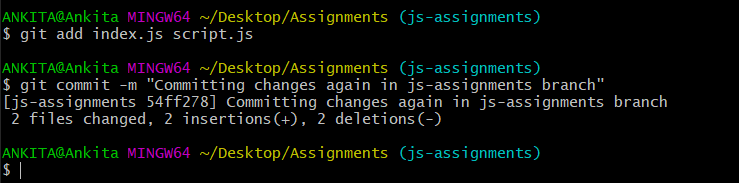 ANKITA@Ankita MINGW64 ~/Desktop/Assignments (js-assignments)
$ git add index.js script.js
ANKITA@Ankita MINGW64 ~/Desktop/Assignments (js-assignments)
$ git commit -m "Committing changes again in js-assignments branch"
[js-assignments 54ff278] Committing changes again in js-assignments branch
 2 files changed, 2 insertions(+), 2 deletions(-)
ANKITA@Ankita MINGW64 ~/Desktop/Assignments (js-assignments)
$